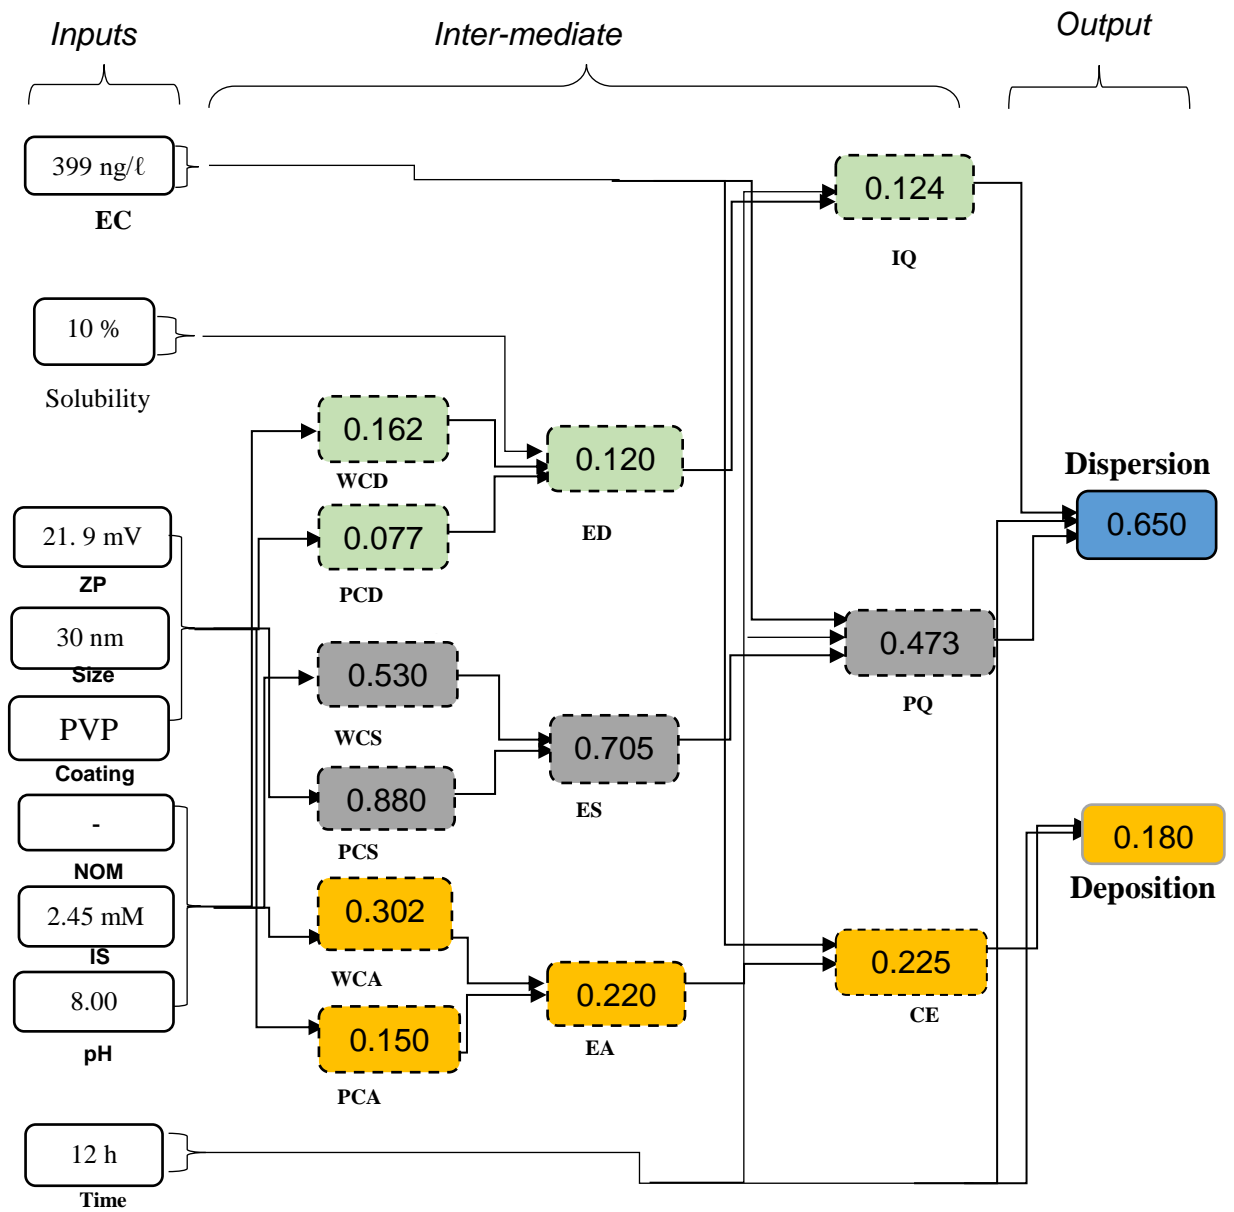 Inputs
Inter-mediate
Output
399 ng/ℓ
EC
10 %
Solubility
21. 9 mV
ZP
30 nm
Size
PVP
Coating
-
NOM
2.45 mM
IS
8.00
pH
12 h
Time
0.162
WCD
0.077
PCD
0.530
WCS
0.880
PCS
0.302
WCA
0.150
PCA
0.120
ED
0.705
ES
0.220
EA
0.124
IQ
0.473
PQ
0.225
CE
Dispersion
0.650
0.180
Deposition